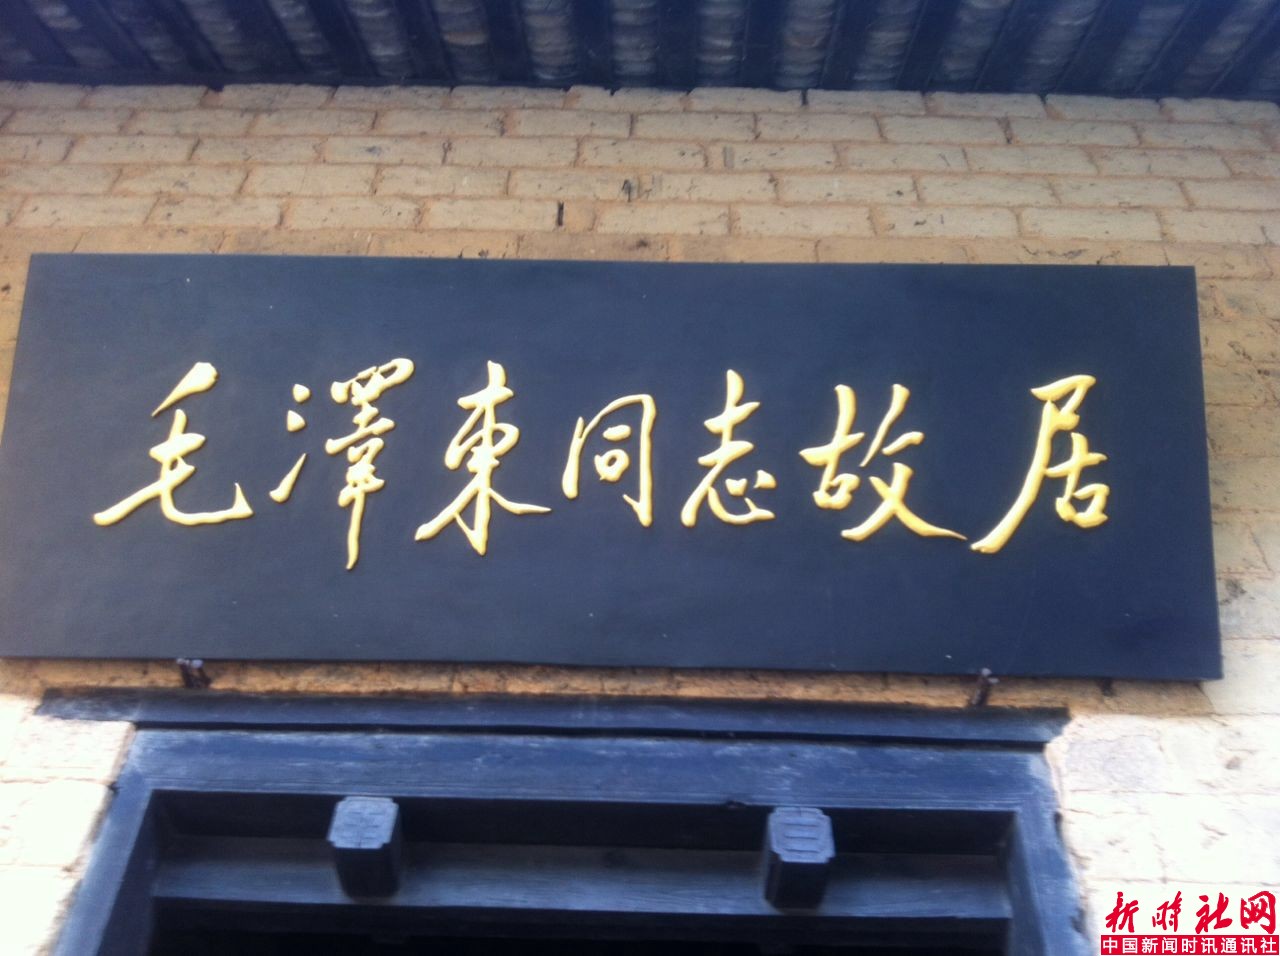 毛澤東同志故居
新时社网
中国新闻时讯通讯社